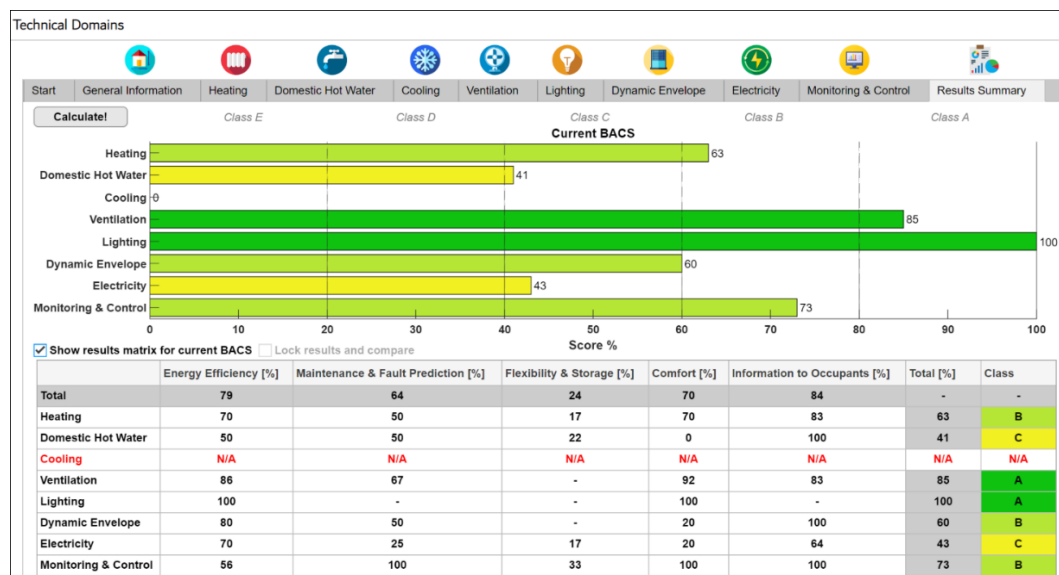 Technical Domains
Start General Information Heating Domestic Hot Water Cooling Ventilation Lighting Dynamic Envelope Electricity Monitoring & Control Results Summary
Calculate! Class E Class D Class C Class B Class A
Current BACS
Heating 63
Domestic Hot Water 41
Cooling 0
Ventilation 85
Lighting 100
Dynamic Envelope 60
Electricity 43
Monitoring & Control 73
0 10 20 30 40 50 60 70 80 90 100
Score %
Show results matrix for current BACS Lock results and compare
Energy Efficiency [%] Maintenance & Fault Prediction [%] Flexibility & Storage [%] Comfort [%] Information to Occupants [%] Total [%] Class
Total 79 64 24 70 84 - -
Heating 70 50 17 70 83 63 B
Domestic Hot Water 50 50 22 0 100 41 C
Cooling N/A N/A N/A N/A N/A N/A N/A
Ventilation 86 67 - 92 83 85 A
Lighting 100 - - 100 - 100 A
Dynamic Envelope 80 50 - 20 100 60 B
Electricity 70 25 17 20 64 43 C
Monitoring & Control 56 100 33 100 100 73 B